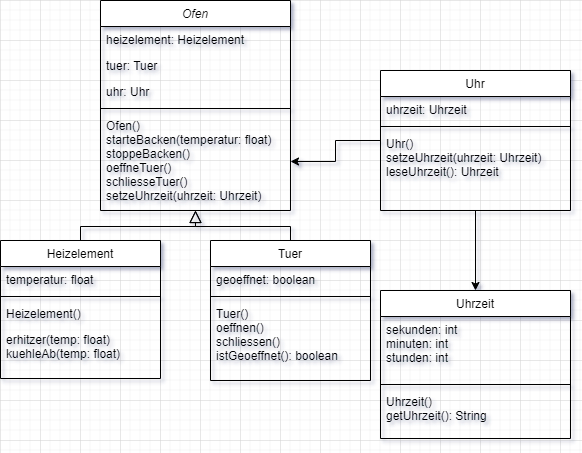 Ofen
heizelement: Heizelement
tuer: Tuer
uhr: Uhr
Ofen()
starteBacken(temperatur: float)
stoppeBacken()
oeffneTuer()
schliesseTuer()
setzeUhrzeit(uhrzeit: Uhrzeit)
Uhr
uhrzeit: Uhrzeit
Uhr()
setzeUhrzeit(uhrzeit: Uhrzeit)
leseUhrzeit(): Uhrzeit
Heizelement
temperatur: float
Heizelement()
erhitzer(temp: float)
kuehleAb(temp: float)
Tuer
geoeffnet: boolean
Tuer()
oeffnen()
schliessen()
istGeoeffnet(): boolean
Uhrzeit
sekunden: int
minuten: int
stunden: int
Uhrzeit()
getUhrzeit(): String